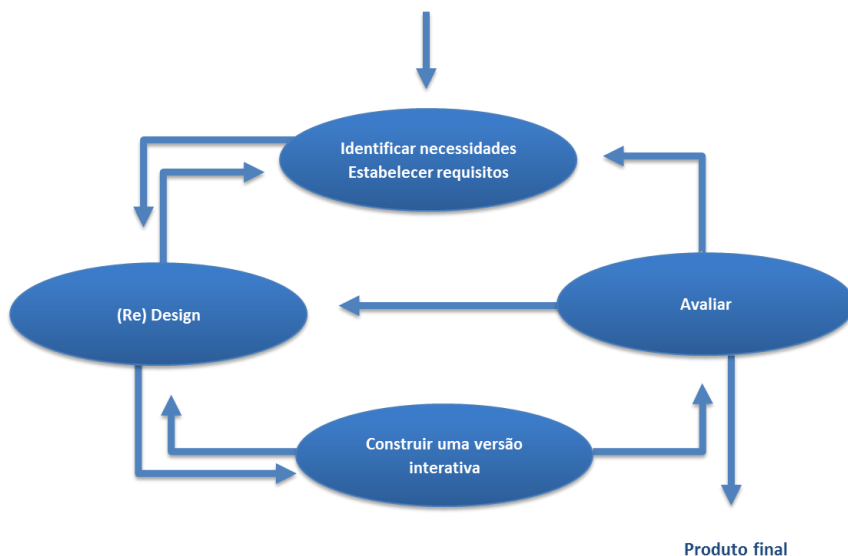 Identificar necessidades
Estabelecer requisitos
(Re) Design
Avaliar
Construir uma versão
interativa
Produto final